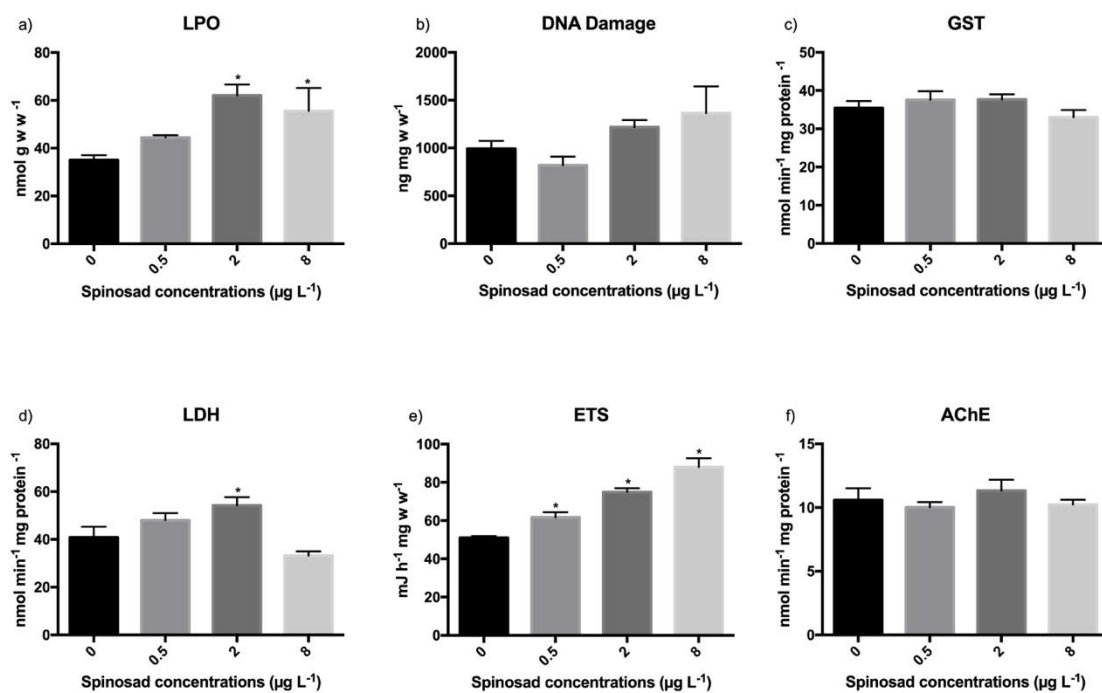 a)
LPO
nmol g w w⁻¹
80
60
40
20
0
*
*
0
0.5
2
8
Spinosad concentrations (µg L⁻¹)
b)
DNA Damage
ng mg w w⁻¹
2000
1500
1000
500
0
0
0.5
2
8
Spinosad concentrations (µg L⁻¹)
c)
GST
nmol min⁻¹ mg protein ⁻¹
50
40
30
20
10
0
0
0.5
2
8
Spinosad concentrations (µg L⁻¹)
d)
LDH
nmol min⁻¹ mg protein ⁻¹
80
60
40
20
0
*
0
0.5
2
8
Spinosad concentrations (µg L⁻¹)
e)
ETS
mJ h⁻¹ mg w w⁻¹
100
80
60
40
20
0
*
*
*
0
0.5
2
8
Spinosad concentrations (µg L⁻¹)
f)
AChE
nmol min⁻¹ mg protein ⁻¹
15
10
5
0
0
0.5
2
8
Spinosad concentrations (µg L⁻¹)